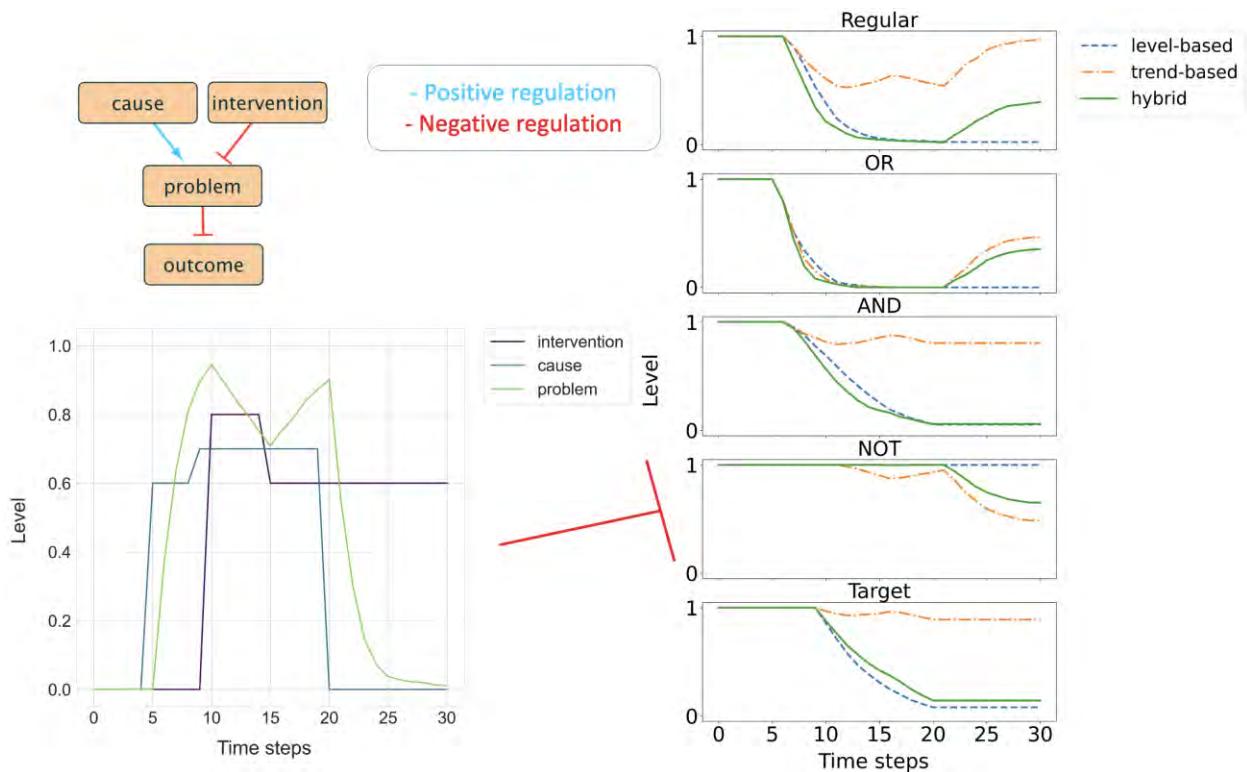 cause
intervention
problem
outcome
- Positive regulation
- Negative regulation
1.0
0.8
0.6
0.4
0.2
0.0
Level
0 5 10 15 20 25 30
Time steps
intervention
cause
problem
Level
Regular
1
0
OR
1
0
AND
1
0
NOT
1
0
Target
1
0
0 5 10 15 20 25 30
Time steps
level-based
trend-based
hybrid